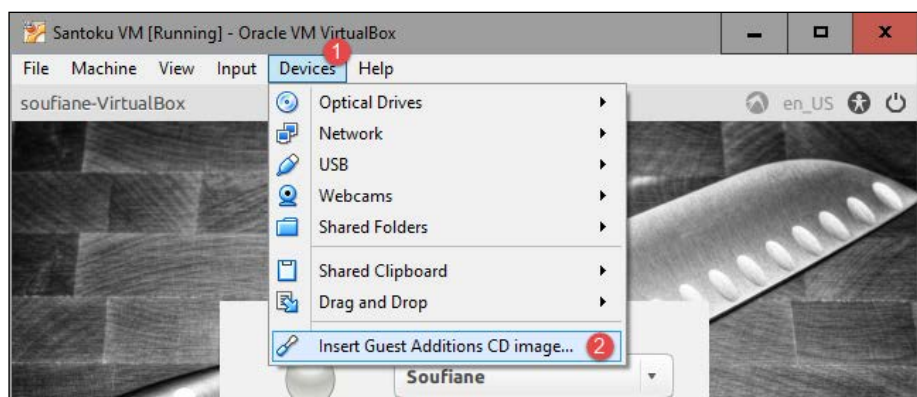 Santoku VM [Running] - Oracle VM VirtualBox
1
File Machine View Input Devices Help
soufiane-VirtualBox en_US
Optical Drives
Network
USB
Webcams
Shared Folders
Shared Clipboard
Drag and Drop
Insert Guest Additions CD image... 2
Soufiane